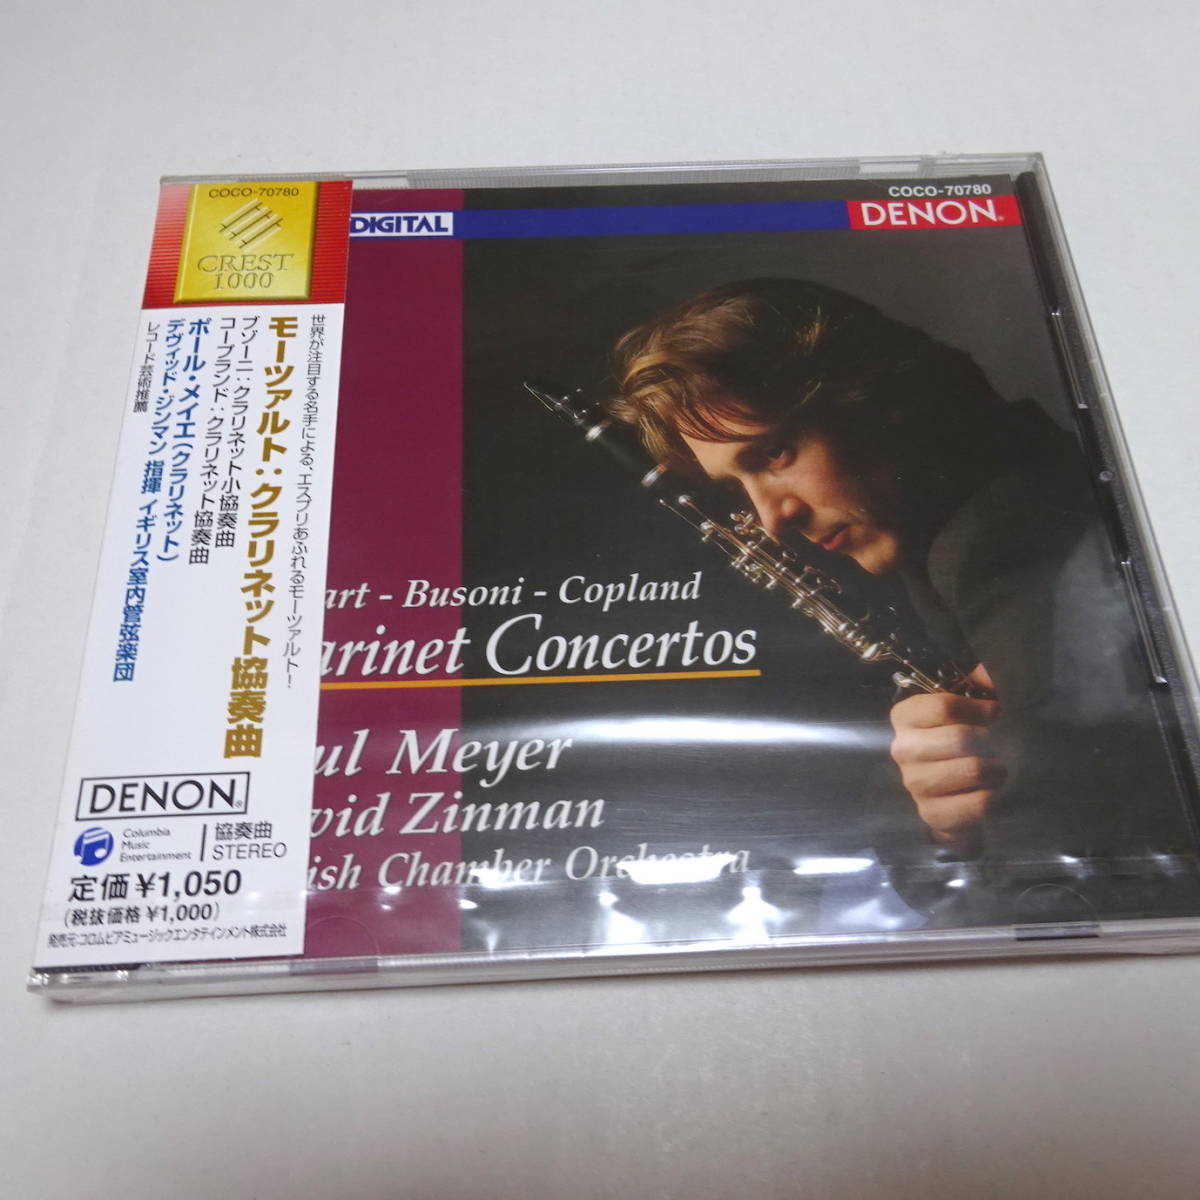 COCO-70780
CREST
1000
世界が注目する名手による、エスプリあふれるモーツァルト!
モーツァルト:クラリネット協奏曲
ブゾーニ:クラリネット小協奏曲
コープランド:クラリネット協奏曲
ポール・メイエ(クラリネット)
デヴィッド・ジンマン 指揮 イギリス室内管弦楽団
レコード芸術推薦
DENON®
Columbia
Music
Entertainment
協奏曲
STEREO
定価¥1,050
(税抜価格¥1,000)
発売元:コロムビアミュージックエンタテインメント株式会社
COCO-70780
DIGITAL
DENON®
art - Busoni - Copland
arinet Concertos
ul Meyer
vid Zinman
ish Chamber Orchestra